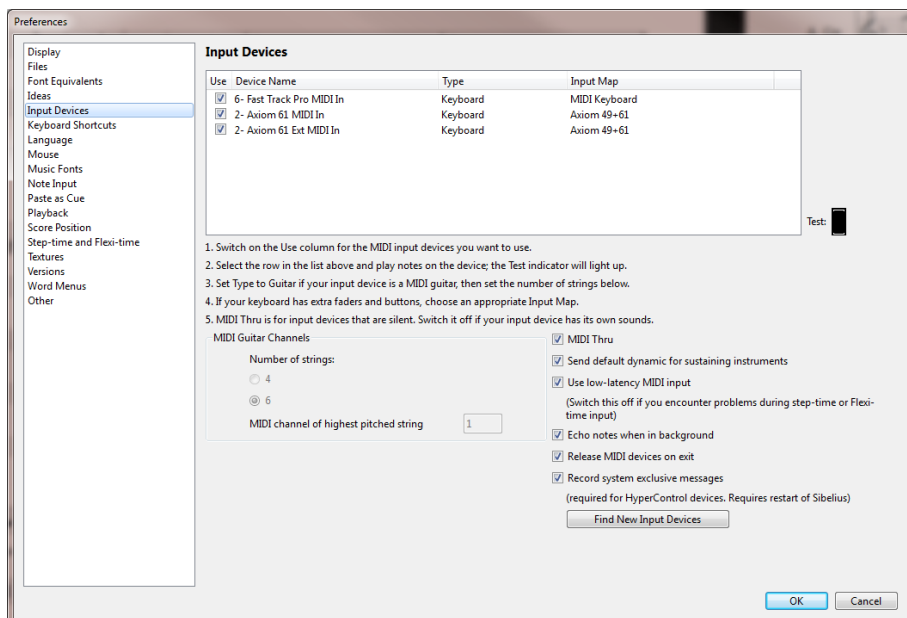 Preferences
Display
Files
Font Equivalents
Ideas
Input Devices
Keyboard Shortcuts
Language
Mouse
Music Fonts
Note Input
Paste as Cue
Playback
Score Position
Step-time and Flexi-time
Textures
Versions
Word Menus
Other
Input Devices
Use Device Name Type Input Map
6- Fast Track Pro MIDI In Keyboard MIDI Keyboard
2- Axiom 61 MIDI In Keyboard Axiom 49+61
2- Axiom 61 Ext MIDI In Keyboard Axiom 49+61
Test:
1. Switch on the Use column for the MIDI input devices you want to use.
2. Select the row in the list above and play notes on the device; the Test indicator will light up.
3. Set Type to Guitar if your input device is a MIDI guitar, then set the number of strings below.
4. If your keyboard has extra faders and buttons, choose an appropriate Input Map.
5. MIDI Thru is for input devices that are silent. Switch it off if your input device has its own sounds.
MIDI Guitar Channels
Number of strings:
4
6
MIDI channel of highest pitched string 1
MIDI Thru
Send default dynamic for sustaining instruments
Use low-latency MIDI input
(Switch this off if you encounter problems during step-time or Flexi-
time input)
Echo notes when in background
Release MIDI devices on exit
Record system exclusive messages
(required for HyperControl devices. Requires restart of Sibelius)
Find New Input Devices
OK Cancel